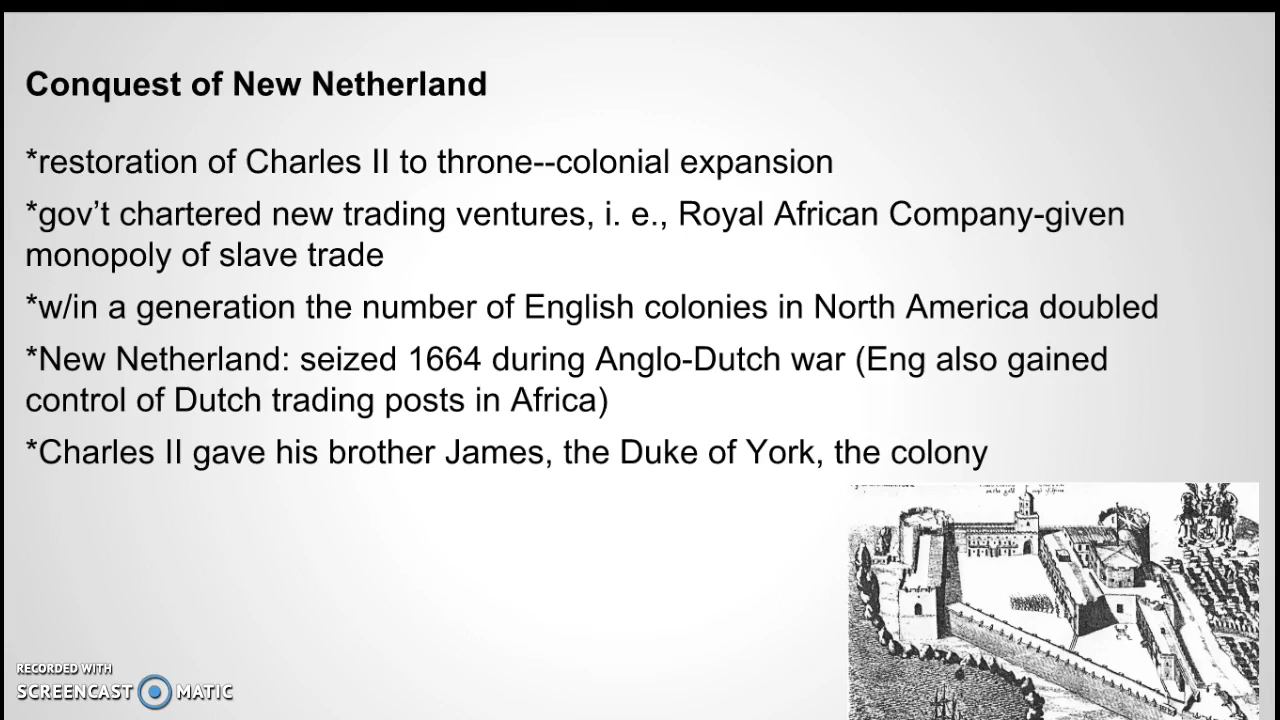 Conquest of New Netherland
*restoration of Charles II to throne--colonial expansion
*gov’t chartered new trading ventures, i. e., Royal African Company-given
monopoly of slave trade
*w/in a generation the number of English colonies in North America doubled
*New Netherland: seized 1664 during Anglo-Dutch war (Eng also gained
control of Dutch trading posts in Africa)
*Charles II gave his brother James, the Duke of York, the colony
RECORDED WITH
SCREENCAST MATIC